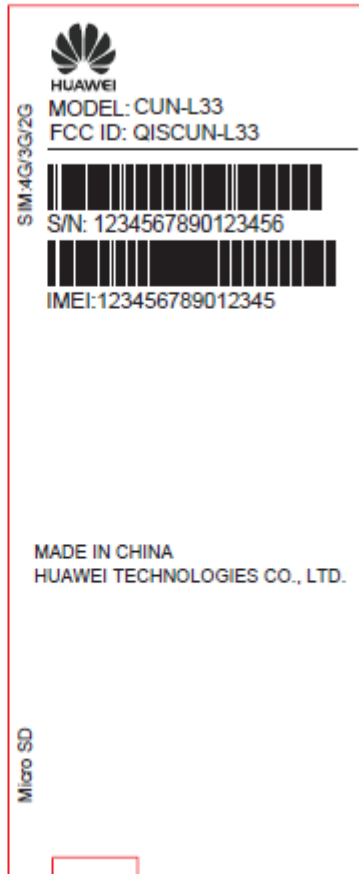 HUAWEI
MODEL: CUN-L33
FCC ID: QISCUN-L33
SIM:4G/3G/2G
S/N: 1234567890123456
IMEI:123456789012345
MADE IN CHINA
HUAWEI TECHNOLOGIES CO., LTD.
Micro SD